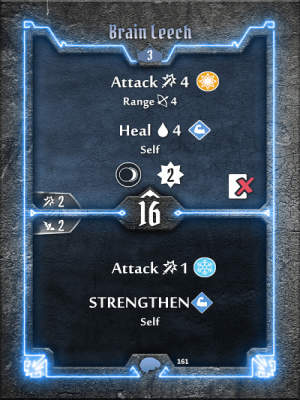 Brain Leech
3
Attack 4
Range 4
Heal 4
Self
2
2
16
2
Attack 1
STRENGTHEN
Self
161